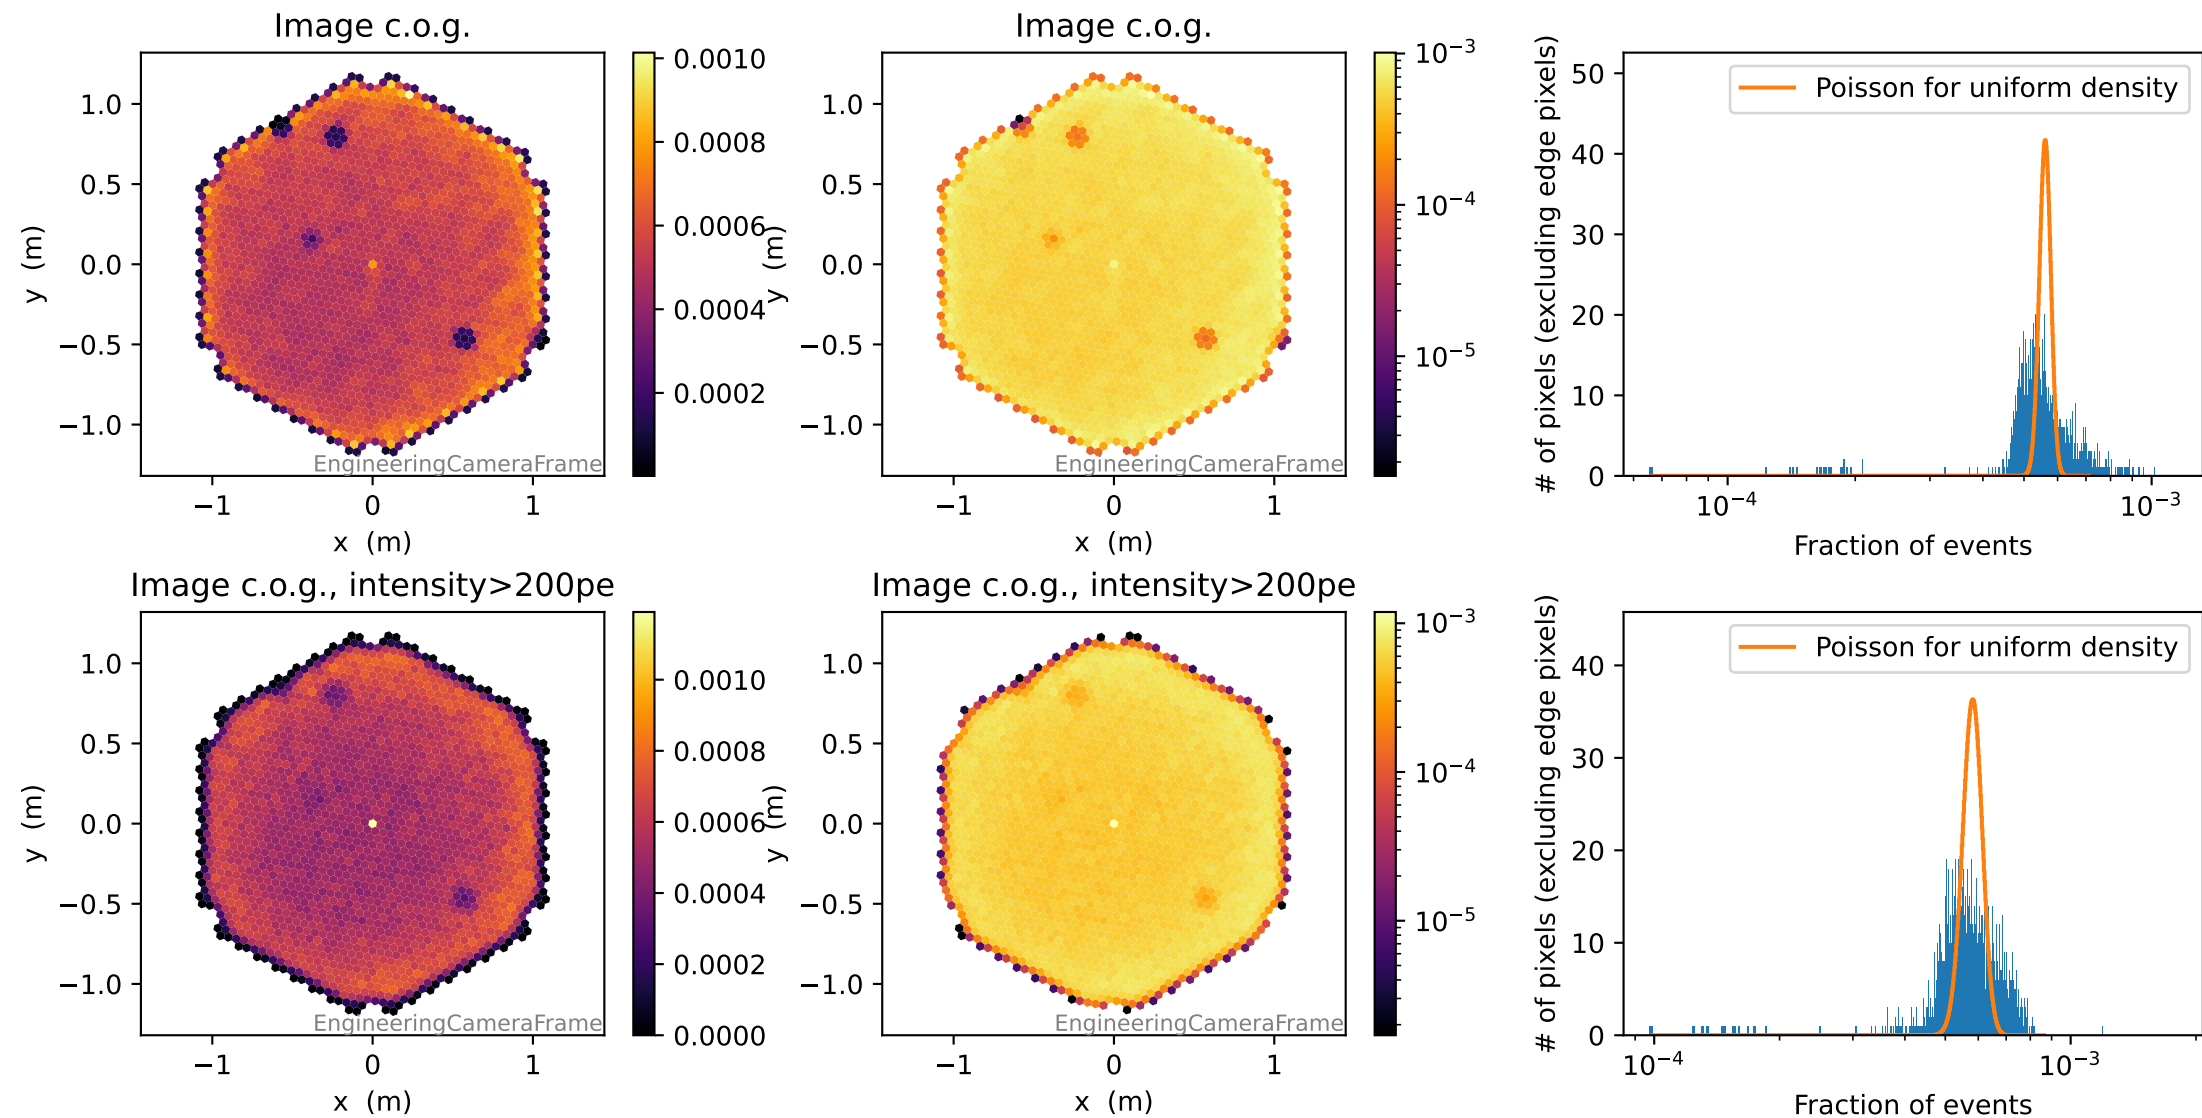 Image c.o.g.
1.0
0.5
0.0
−0.5
−1.0
y (m)
−1
0
1
x (m)
EngineeringCameraFrame
0.0010
0.0008
0.0006
0.0004
0.0002
Image c.o.g.
1.0
0.5
0.0
−0.5
−1.0
y (m)
−1
0
1
x (m)
EngineeringCameraFrame
10⁻³
10⁻⁴
10⁻⁵
# of pixels (excluding edge pixels)
50
40
30
20
10
0
Poisson for uniform density
10⁻⁴
10⁻³
Fraction of events
Image c.o.g., intensity>200pe
1.0
0.5
0.0
−0.5
−1.0
y (m)
−1
0
1
x (m)
EngineeringCameraFrame
0.0010
0.0008
0.0006
0.0004
0.0002
0.0000
Image c.o.g., intensity>200pe
1.0
0.5
0.0
−0.5
−1.0
y (m)
−1
0
1
x (m)
EngineeringCameraFrame
10⁻³
10⁻⁴
10⁻⁵
# of pixels (excluding edge pixels)
40
30
20
10
0
Poisson for uniform density
10⁻⁴
10⁻³
Fraction of events